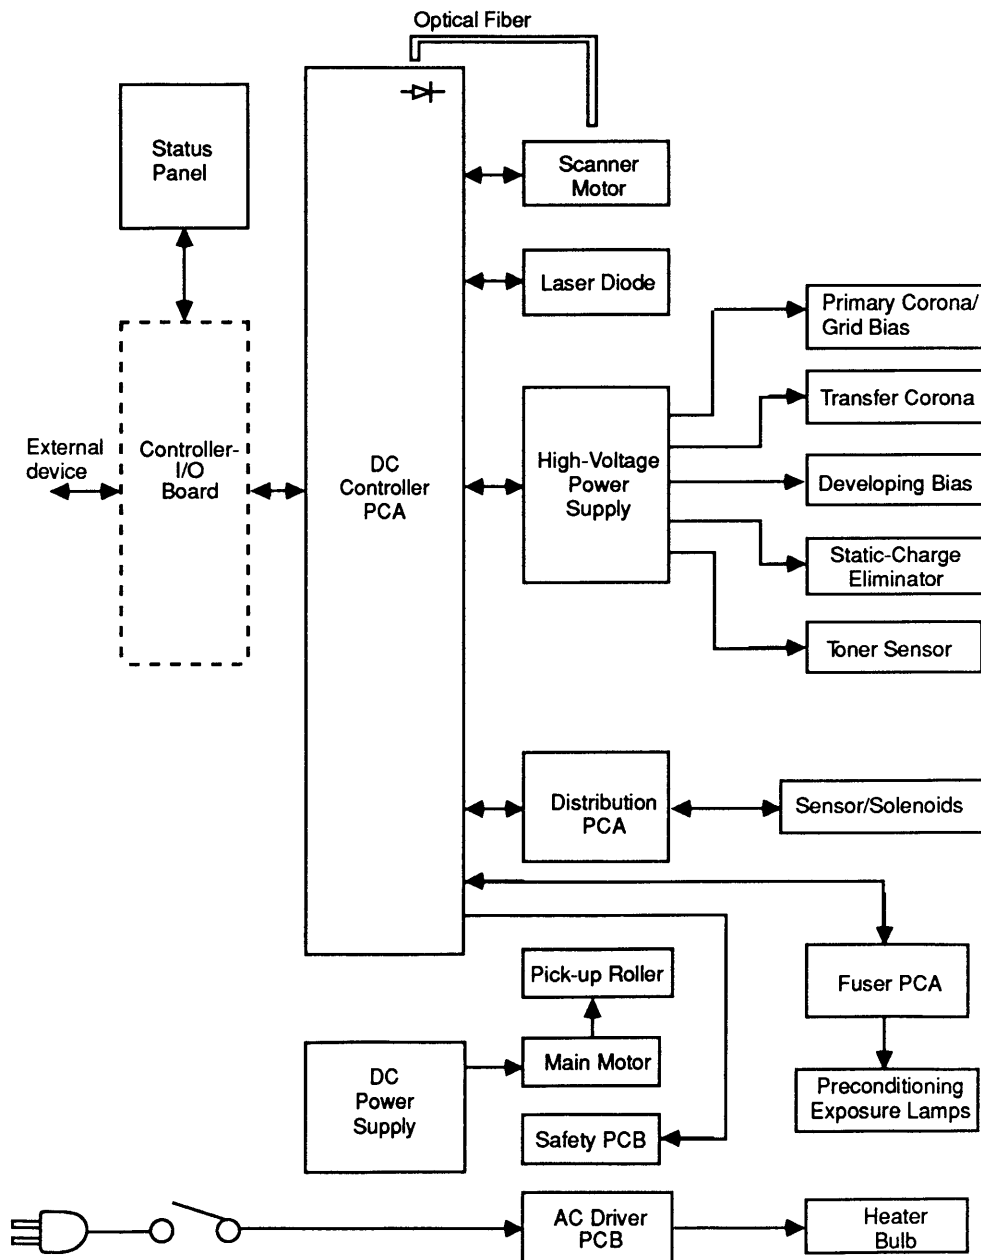 Optical Fiber
Status
Panel
Scanner
Motor
Laser Diode
Primary Corona/
Grid Bias
Transfer Corona
External
device
Controller-
I/O
Board
DC
Controller
PCA
High-Voltage
Power
Supply
Developing Bias
Static-Charge
Eliminator
Toner Sensor
Distribution
PCA
Sensor/Solenoids
Pick-up Roller
Fuser PCA
DC
Power
Supply
Main Motor
Preconditioning
Exposure Lamps
Safety PCB
AC Driver
PCB
Heater
Bulb